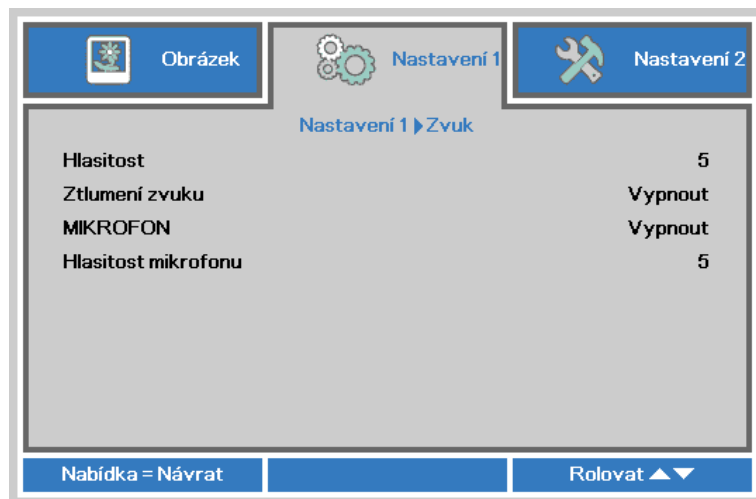 Obrázek
Nastavení 1
Nastavení 2
Nastavení 1 ▶ Zvuk
Hlasitost 5
Ztlumení zvuku Vypnout
MIKROFON Vypnout
Hlasitost mikrofonu 5
Nabídka = Návrat
Rolovat ▲▼